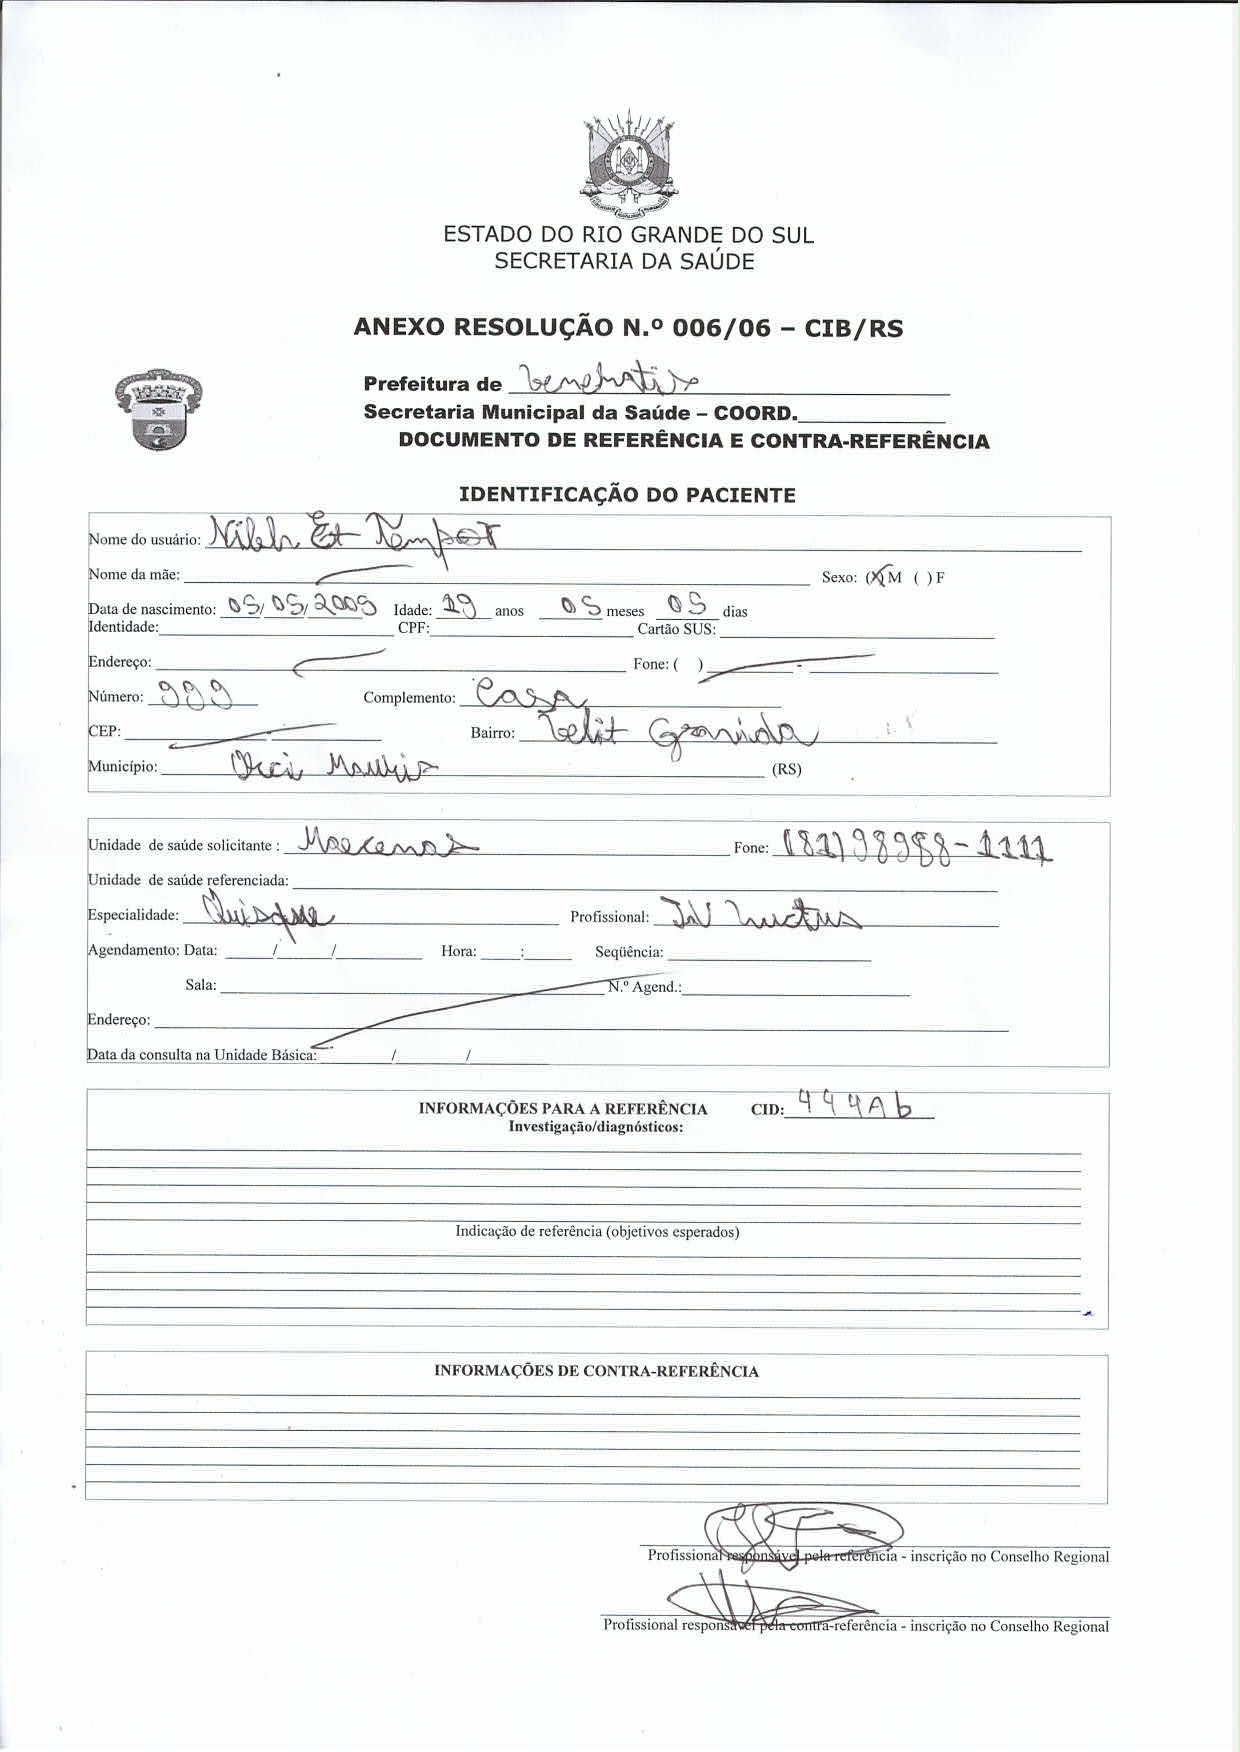 ESTADO DO RIO GRANDE DO SUL
SECRETARIA DA SAÚDE
ANEXO RESOLUÇÃO N.º 006/06 – CIB/RS
Prefeitura de
Secretaria Municipal da Saúde – COORD.
DOCUMENTO DE REFERÊNCIA E CONTRA-REFERÊNCIA
IDENTIFICAÇÃO DO PACIENTE
Nome do usuário: Nibh Et Tempor
Nome da mãe: Sexo: (X) M ( ) F
Data de nascimento: 05/05/2005 Idade: 19 anos 05 meses 05 dias
Identidade: CPF: Cartão SUS:
Endereço: Fone: ( ) -
Número: 999 Complemento: Casa
CEP: - Bairro: Velit Gravida
Município: Orci Mauris (RS)
Unidade de saúde solicitante : Maecenas Fone: (81) 98988-1111
Unidade de saúde referenciada:
Especialidade: Quisque Profissional: Luctus
Agendamento: Data: / / Hora: : Seqüência:
Sala: N.º Agend.:
Endereço:
Data da consulta na Unidade Básica: / /
INFORMAÇÕES PARA A REFERÊNCIA CID: 444Ab
Investigação/diagnósticos:
Indicação de referência (objetivos esperados)
INFORMAÇÕES DE CONTRA-REFERÊNCIA
Profissional responsável pela referência - inscrição no Conselho Regional
Profissional responsável pela contra-referência - inscrição no Conselho Regional